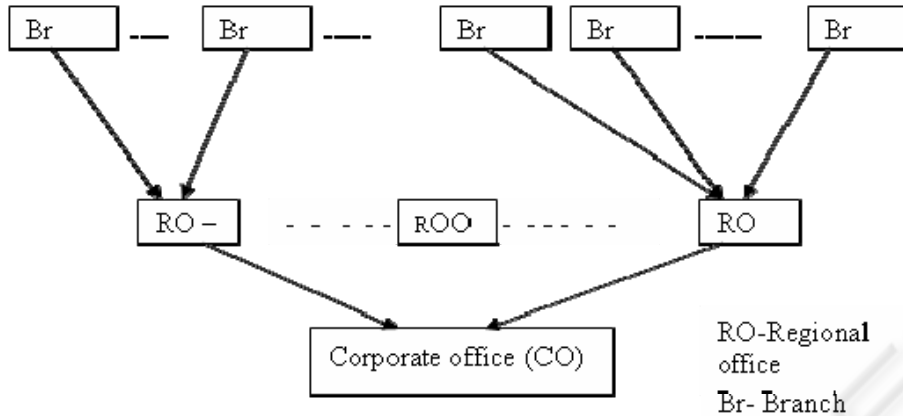 Br Br Br Br Br
RO – ROO RO
Corporate office (CO)
RO-Regional
office
Br- Branch